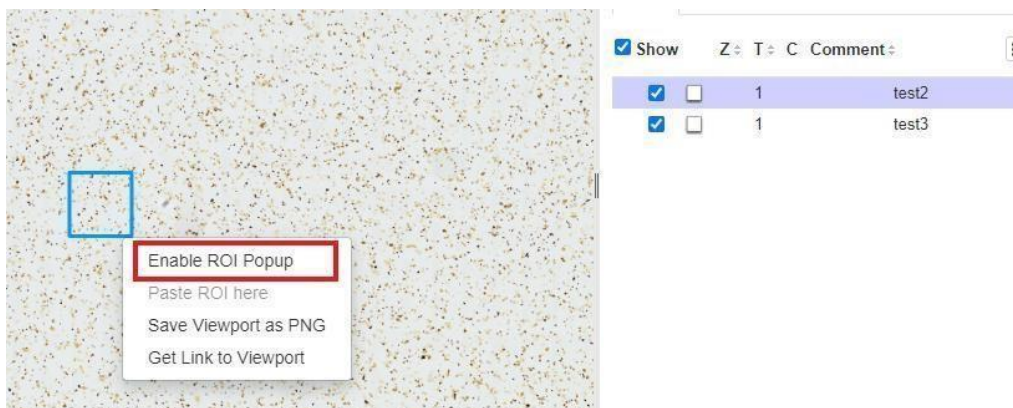 Show Z T C Comment
1 test2
1 test3
Enable ROI Popup
Paste ROI here
Save Viewport as PNG
Get Link to Viewport